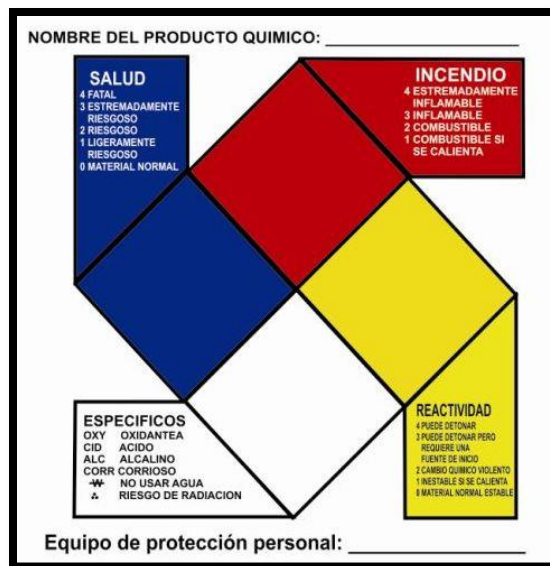 NOMBRE DEL PRODUCTO QUIMICO:
SALUD
4 FATAL
3 ESTREMADAMENTE
RIESGOSO
2 RIESGOSO
1 LIGERAMENTE
RIESGOSO
0 MATERIAL NORMAL
INCENDIO
4 ESTREMADAMENTE
INFLAMABLE
3 INFLAMABLE
2 COMBUSTIBLE
1 COMBUSTIBLE SI
SE CALIENTA
ESPECIFICOS
OXY OXIDANTEA
CID ACIDO
ALC ALCALINO
CORR CORRIOSO
W NO USAR AGUA
RIESGO DE RADIACION
REACTIVIDAD
4 PUEDE DETONAR
3 PUEDE DETONAR PERO
REQUIERE UNA
FUENTE DE INICIO
2 CAMBIO QUIMICO VIOLENTO
1 INESTABLE SI SE CALIENTA
0 MATERIAL NORMAL ESTABLE
Equipo de protección personal: